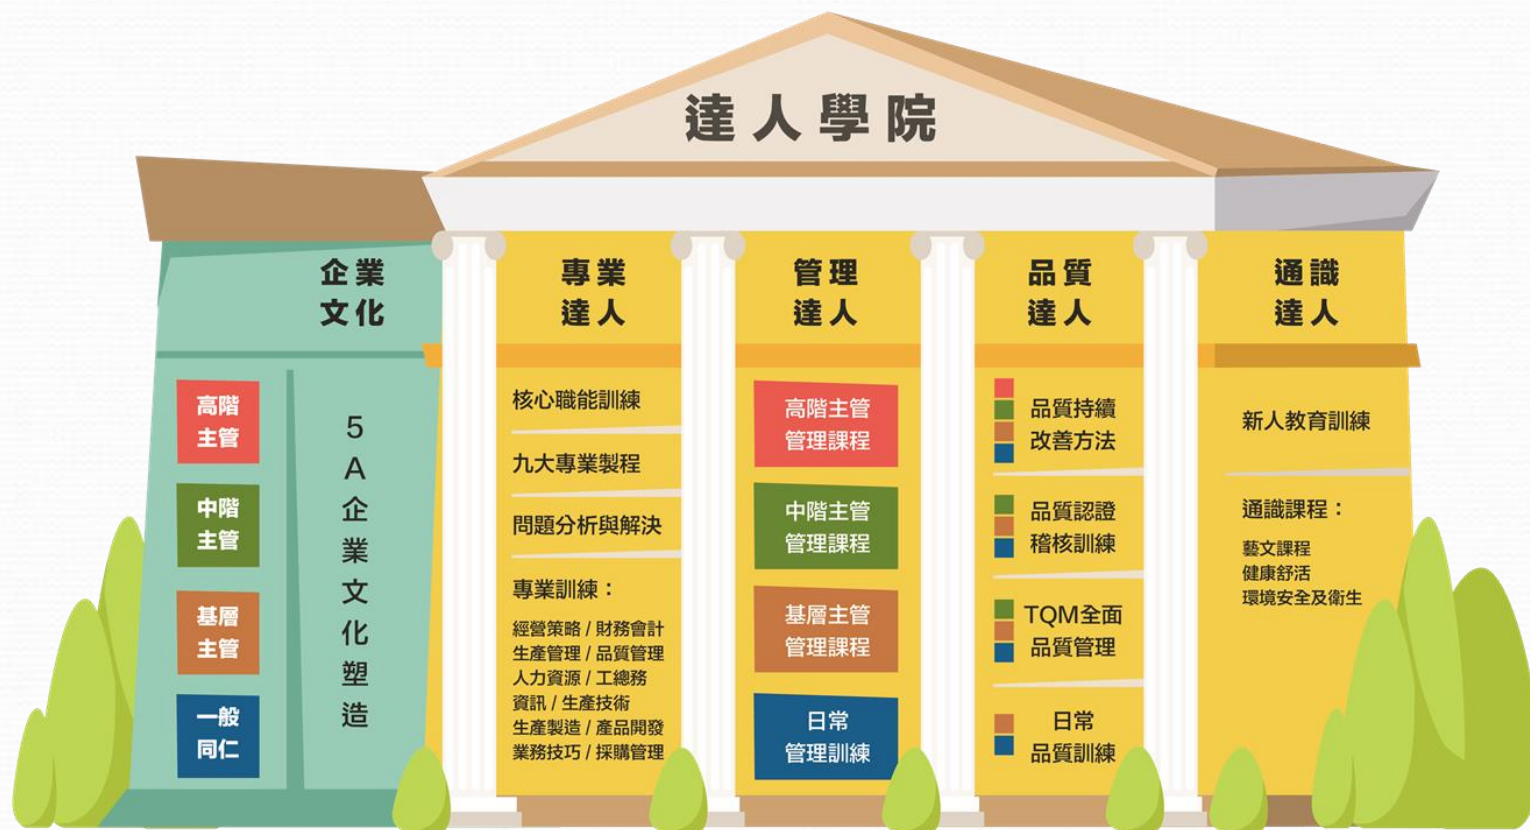 達人學院
企業
文化
高階
主管
中階
主管
基層
主管
一般
同仁
5A企業文化塑造
專業
達人
核心職能訓練
九大專業製程
問題分析與解決
專業訓練：
經營策略 / 財務會計
生產管理 / 品質管理
人力資源 / 工總務
資訊 / 生產技術
生產製造 / 產品開發
業務技巧 / 採購管理
管理
達人
高階主管
管理課程
中階主管
管理課程
基層主管
管理課程
日常
管理訓練
品質
達人
品質持續
改善方法
品質認證
稽核訓練
TQM全面
品質管理
日常
品質訓練
通識
達人
新人教育訓練
通識課程：
藝文課程
健康舒活
環境安全及衛生